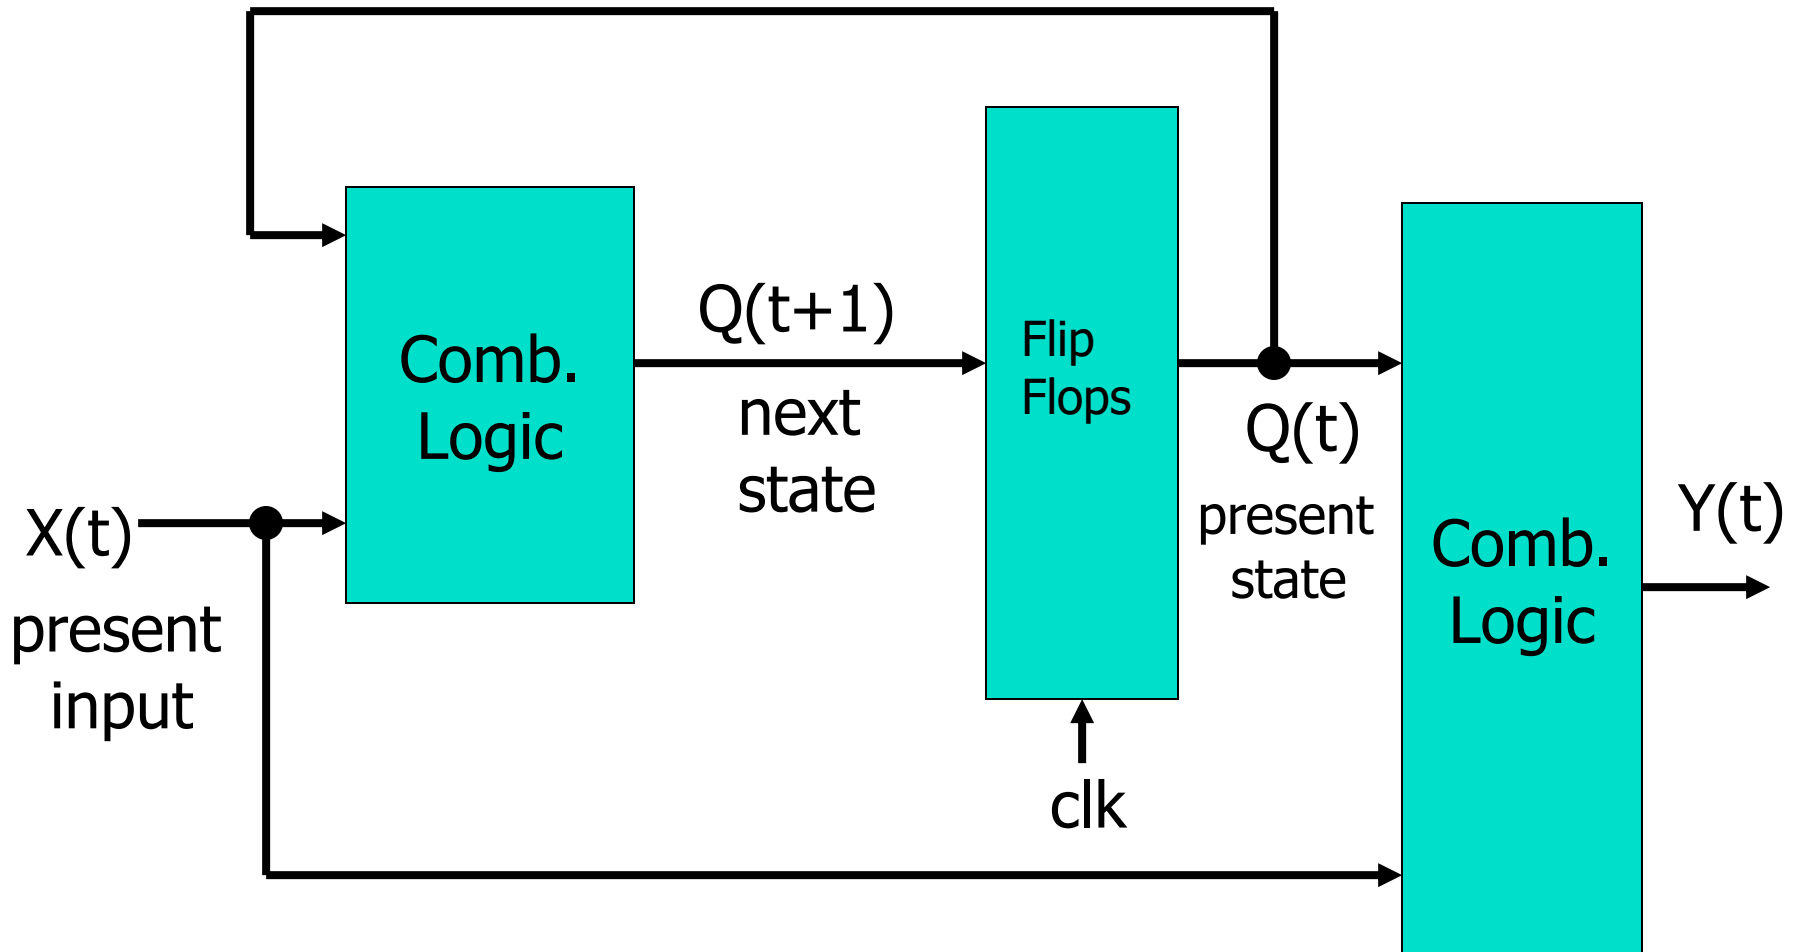 Comb.
Logic
Q(t+1)
next
state
Flip
Flops
Q(t)
present
state
X(t)
present
input
clk
Comb.
Logic
Y(t)